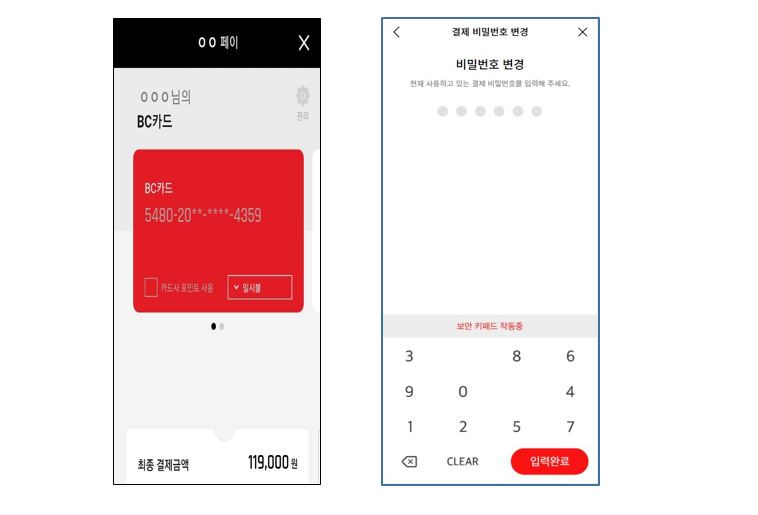 ㅇㅇ 페이
X
ㅇㅇㅇ님의
BC카드
관리
BC카드
5480-20**-****-4359
카드사 포인트 사용
일시불
최종 결제금액 119,000 원
결제 비밀번호 변경
비밀번호 변경
현재 사용하고 있는 결제 비밀번호를 입력해 주세요.
보안 키패드 작동중
3 8 6
9 0 4
1 2 5 7
CLEAR 입력완료